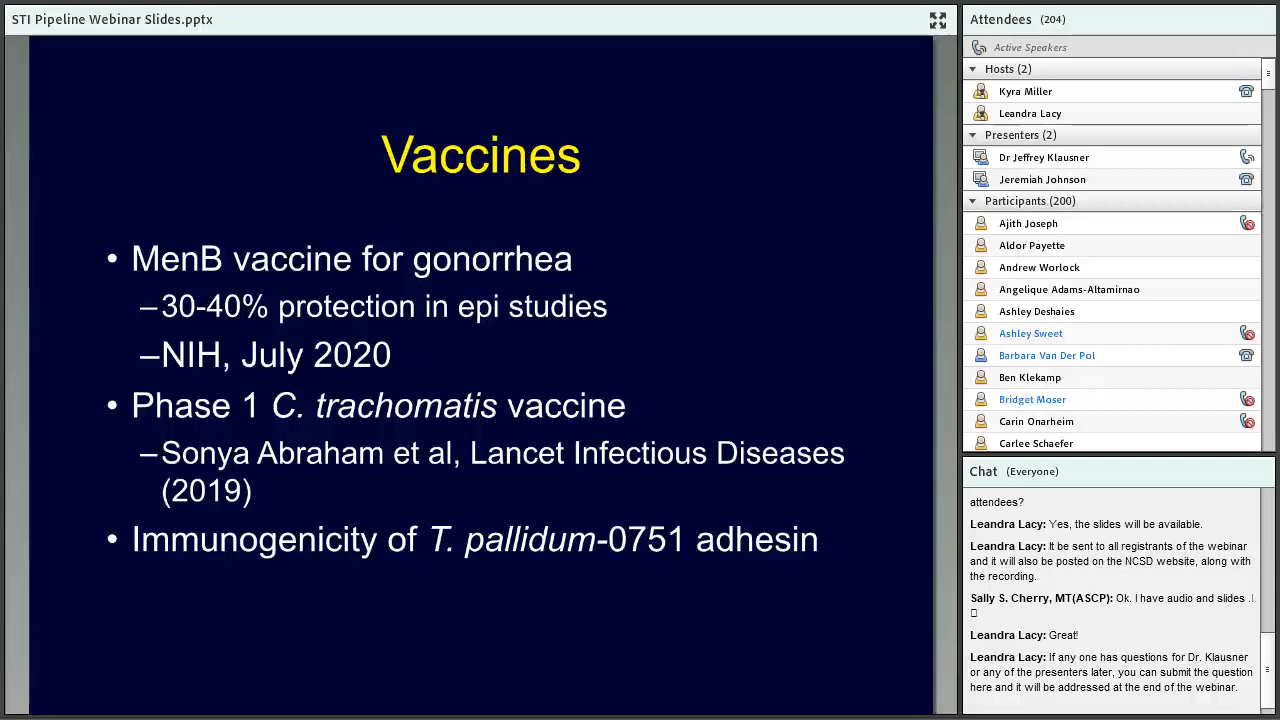 STI Pipeline Webinar Slides.pptx
Vaccines
• MenB vaccine for gonorrhea
–30-40% protection in epi studies
–NIH, July 2020
• Phase 1 C. trachomatis vaccine
–Sonya Abraham et al, Lancet Infectious Diseases
(2019)
• Immunogenicity of T. pallidum-0751 adhesin
Attendees (204)
Active Speakers
Hosts (2)
Kyra Miller
Leandra Lacy
Presenters (2)
Dr Jeffrey Klausner
Jeremiah Johnson
Participants (200)
Ajith Joseph
Aldor Payette
Andrew Worlock
Angelique Adams-Altamirnao
Ashley Deshaies
Ashley Sweet
Barbara Van Der Pol
Ben Klekamp
Bridget Moser
Carin Onarheim
Carlee Schaefer
Chat (Everyone)
attendees?
Leandra Lacy: Yes, the slides will be available.
Leandra Lacy: It be sent to all registrants of the webinar
and it will also be posted on the NCSD website, along with
the recording.
Sally S. Cherry, MT(ASCP): Ok. I have audio and slides .
Leandra Lacy: Great!
Leandra Lacy: If any one has questions for Dr. Klausner
or any of the presenters later, you can submit the question
here and it will be addressed at the end of the webinar.